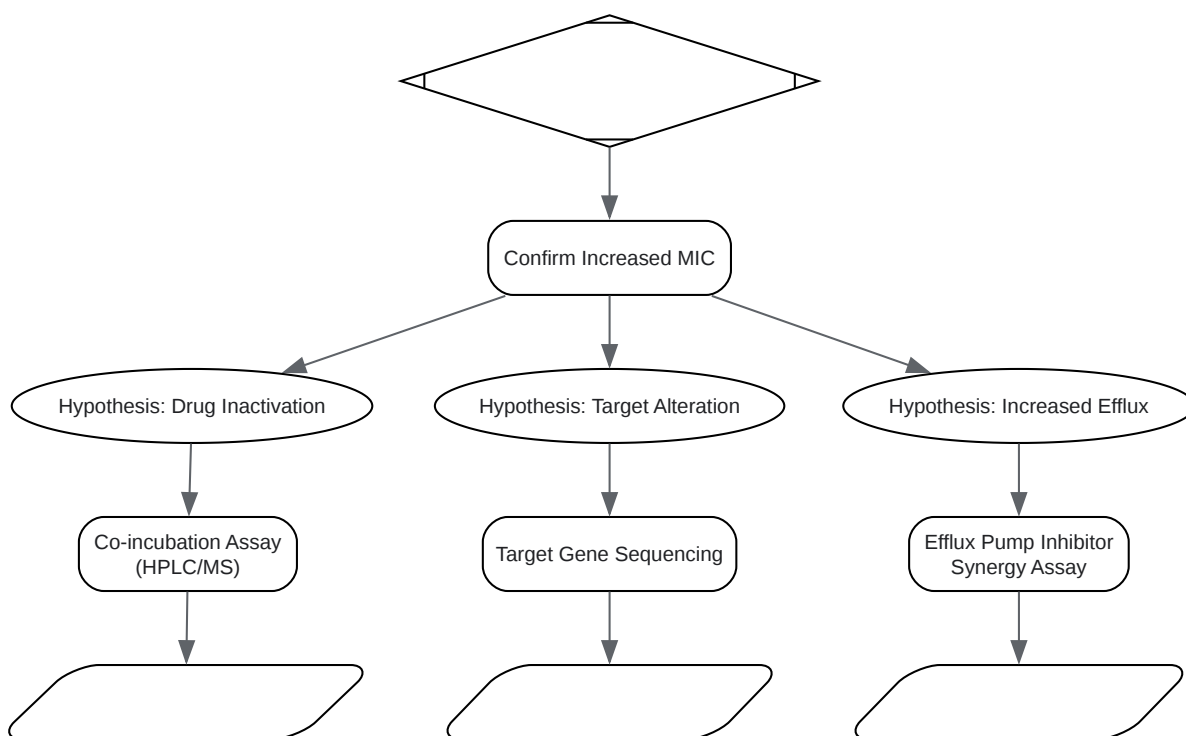 Confirm Increased MIC
Hypothesis: Drug Inactivation
Hypothesis: Target Alteration
Hypothesis: Increased Efflux
Co-incubation Assay
(HPLC/MS)
Target Gene Sequencing
Efflux Pump Inhibitor
Synergy Assay